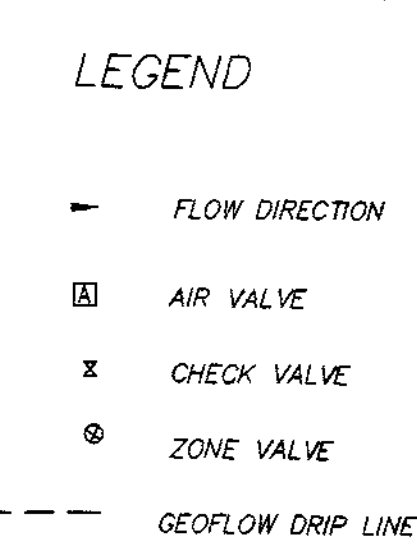 LEGEND
FLOW DIRECTION
A AIR VALVE
CHECK VALVE
ZONE VALVE
GEOFLOW DRIP LINE